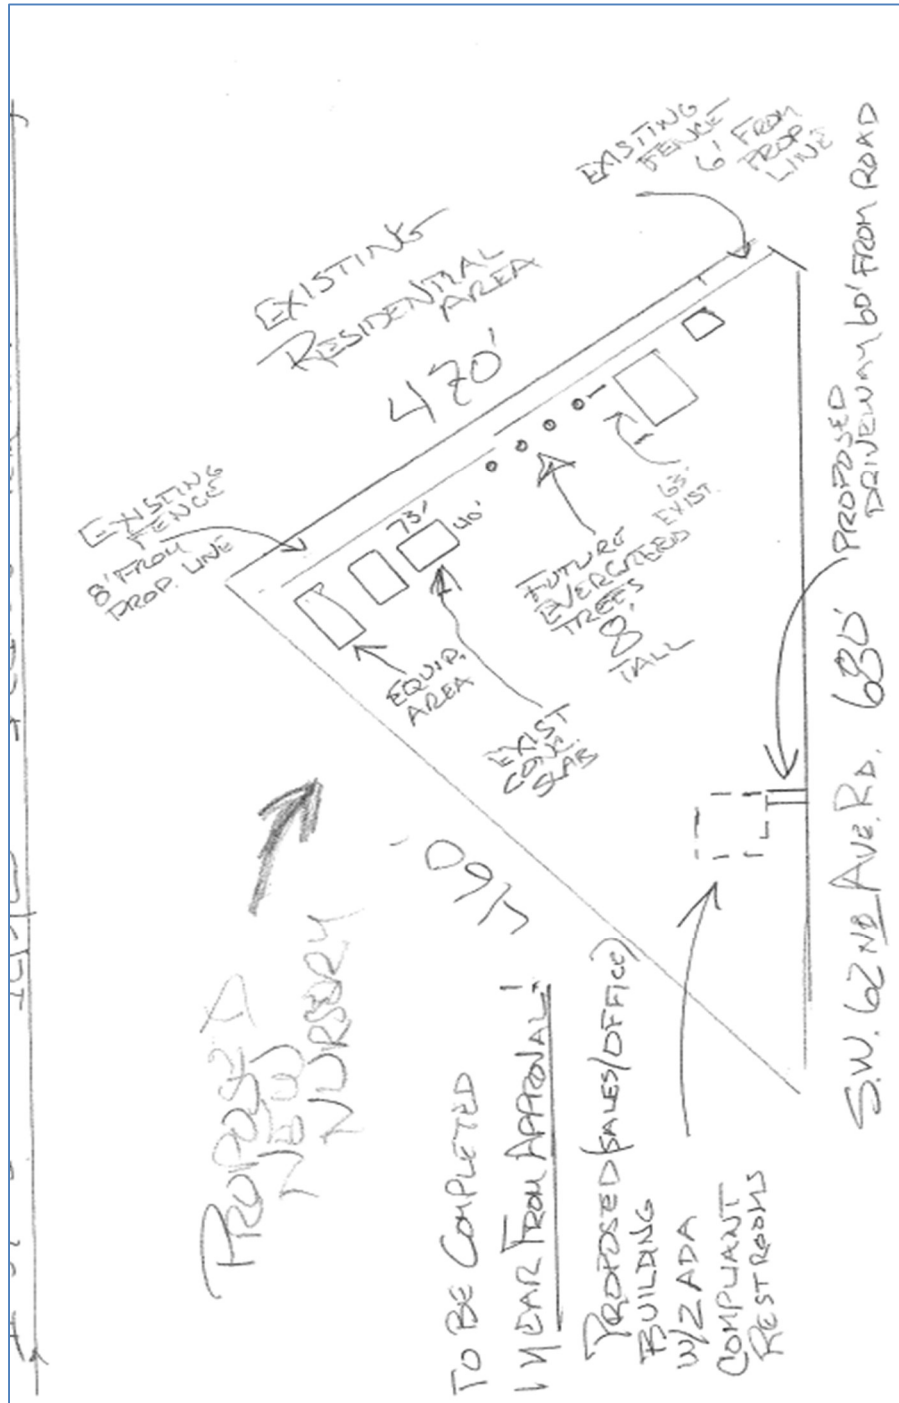 EXISTING
FENCE
6' FROM
PROP
LINE
EXISTING
RESIDENTIAL
AREA
470'
EXISTING
FENCE
8' FROM
PROP. LINE
73'
40'
EQUIP.
AREA
EXIST
CONC.
SLAB
FUTURE
EVERGREEN
TREES
8'
TALL
EXIST.
PROPOSED
DRIVEWAY 60' FROM ROAD
S.W. 62ND AVE. RD. 680'
560'
PROPOSED
NEW
NURSERY
TO BE COMPLETED
1 YEAR FROM APPROVAL!
PROPOSED (SALES/OFFICE)
BUILDING
W/2 ADA
COMPLIANT
RESTROOMS